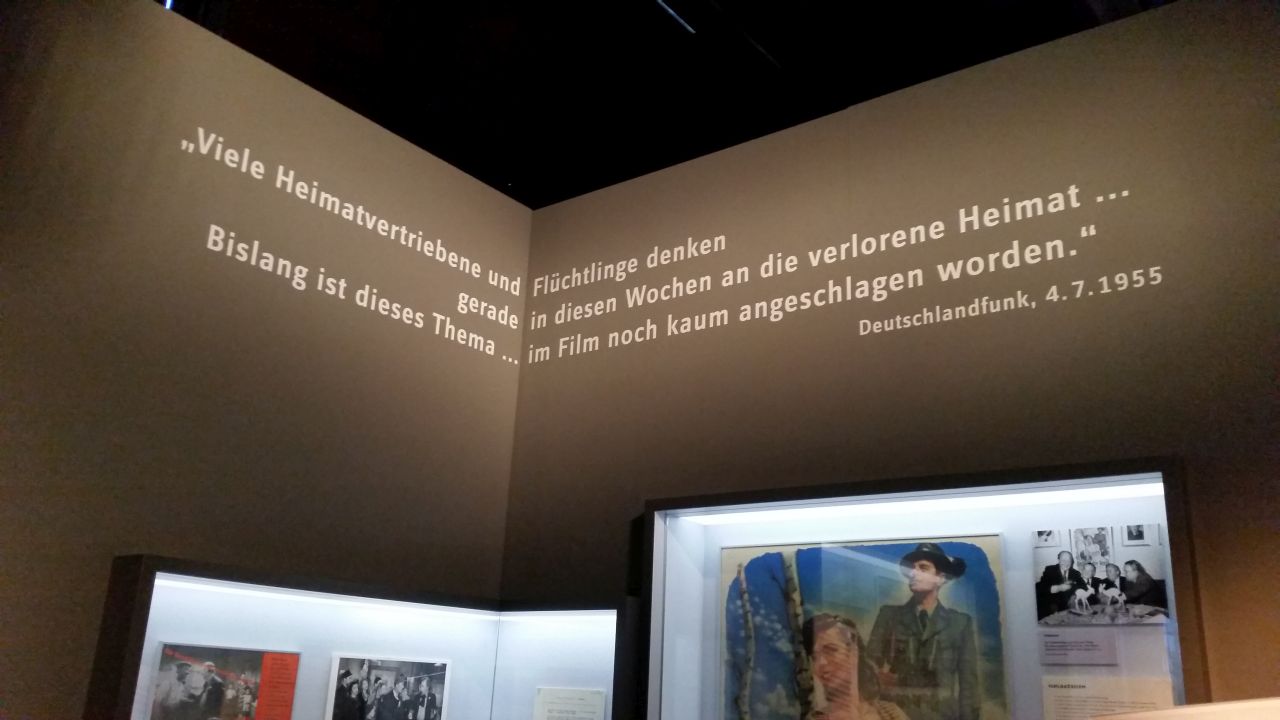 „Viele Heimatvertriebene und Flüchtlinge denken
gerade in diesen Wochen an die verlorene Heimat ...
Bislang ist dieses Thema ... im Film noch kaum angeschlagen worden.“
Deutschlandfunk, 4.7.1955